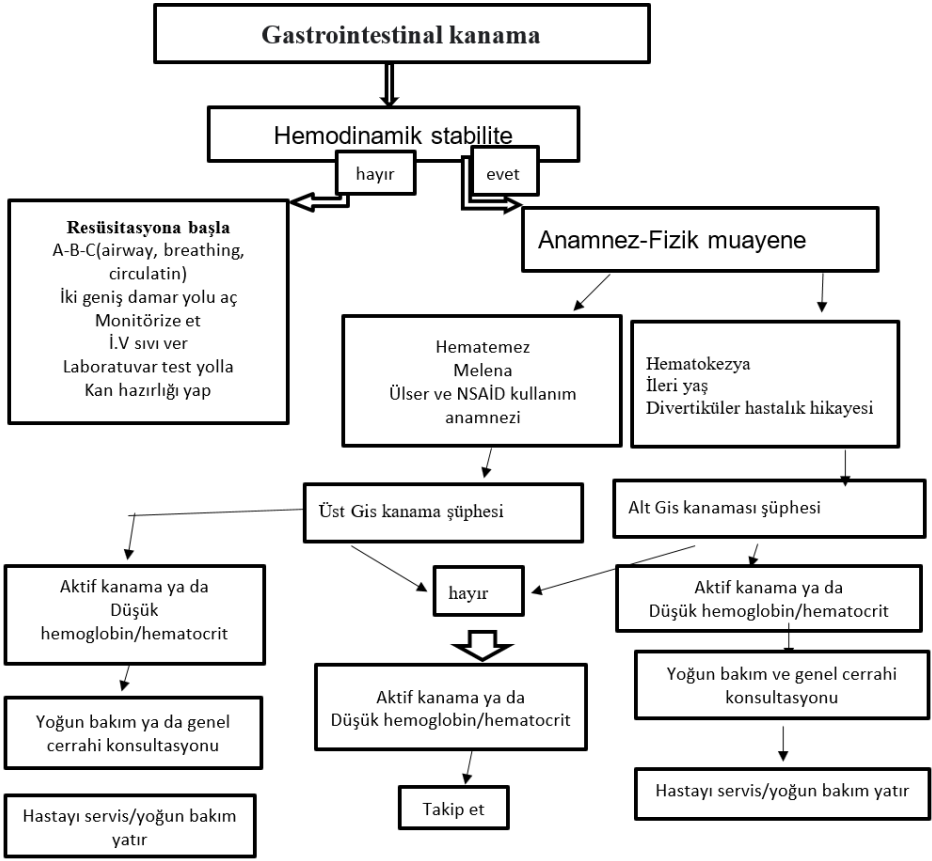 Gastrointestinal kanama
Hemodinamik stabilite
hayır
evet
Resüsitasyona başla
A-B-C(airway, breathing,
circulatin)
İki geniş damar yolu aç
Monitörize et
İ.V sıvı ver
Laboratuvar test yolla
Kan hazırlığı yap
Anamnez-Fizik muayene
Hematemez
Melena
Ülser ve NSAİD kullanım
anamnezi
Hematokezya
İleri yaş
Divertiküler hastalık hikayesi
Üst Gis kanama şüphesi
Alt Gis kanaması şüphesi
Aktif kanama ya da
Düşük
hemoglobin/hematocrit
hayır
Aktif kanama ya da
Düşük hemoglobin/hematocrit
Yoğun bakım ya da genel
cerrahi konsultasyonu
Aktif kanama ya da
Düşük hemoglobin/hematocrit
Yoğun bakım ve genel cerrahi
konsultasyonu
Hastayı servis/yoğun bakım
yatır
Takip et
Hastayı servis/yoğun bakım yatır